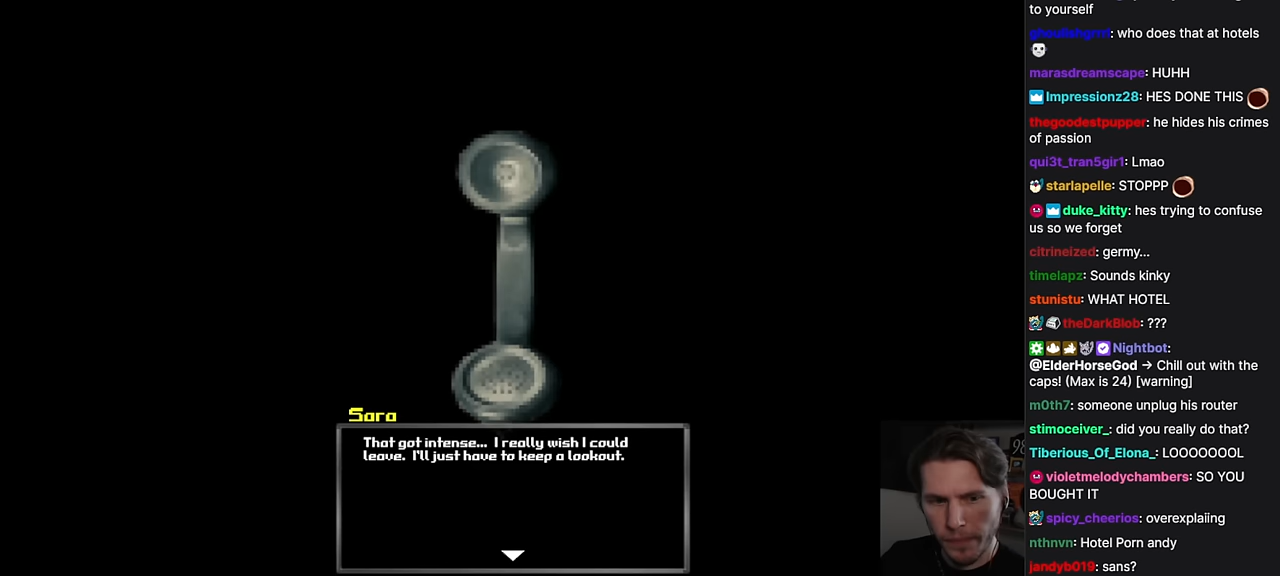 to yourself
ghoulishgrrrl: who does that at hotels
marasdreamscape: HUHH
Impressionz28: HES DONE THIS
thegoodestpupper: he hides his crimes
of passion
qui3t_tran5gir1: Lmao
starlapelle: STOPPP
duke_kitty: hes trying to confuse
us so we forget
citrineized: germy...
timelapz: Sounds kinky
stunistu: WHAT HOTEL
theDarkBlob: ???
Nightbot:
@ElderHorseGod → Chill out with the
caps! (Max is 24) [warning]
m0th7: someone unplug his router
stimoceiver_: did you really do that?
Tiberious_Of_Elona_: LOOOOOOL
violetmelodychambers: SO YOU
BOUGHT IT
spicy_cheerios: overexplaiing
nthnvn: Hotel Porn andy
jandyb019: sans?
Sara
That got intense... I really wish I could
leave. I'll just have to keep a lookout.